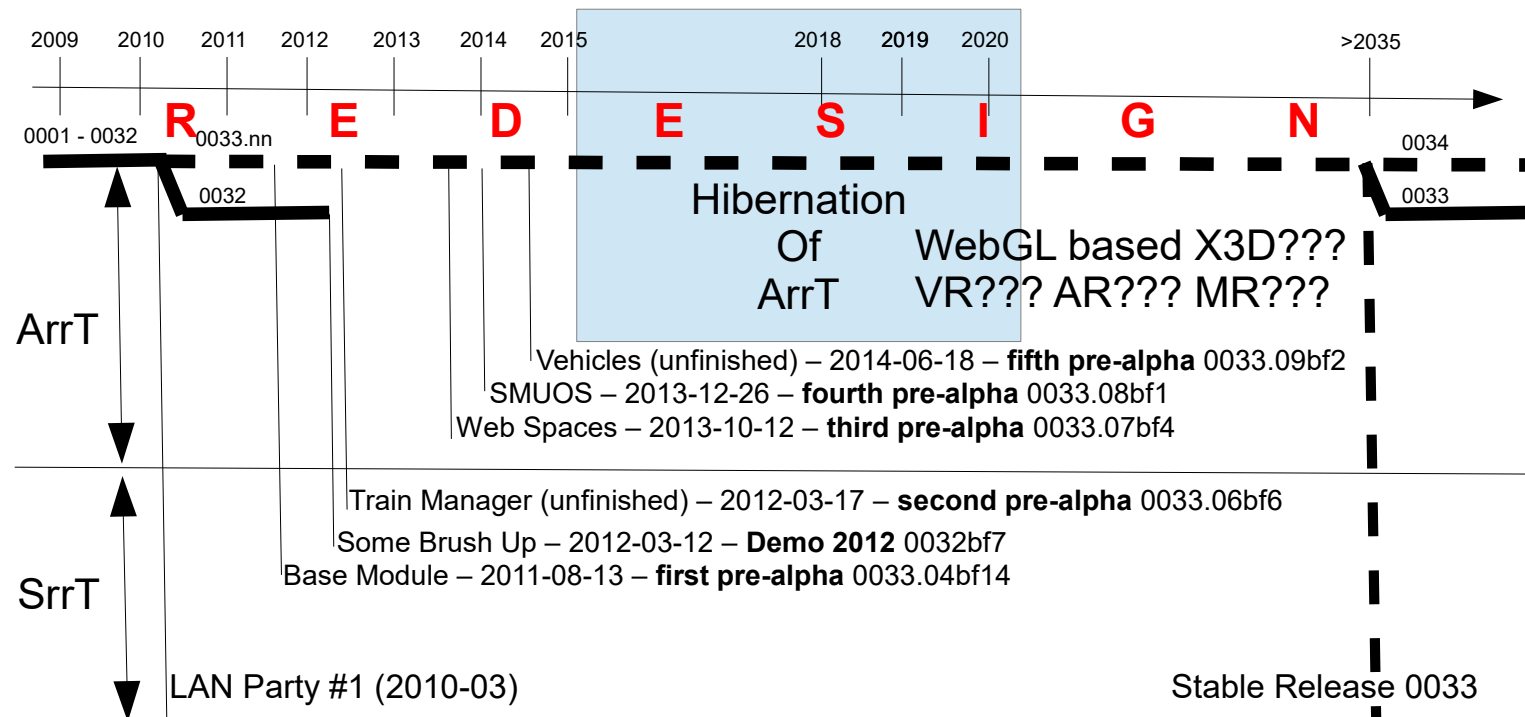 2009 2010 2011 2012 2013 2014 2015 2018 2019 2020 >2035
R E D E S I G N
0001 - 0032 0033.nn 0034
0032 0033
Hibernation
Of
ArrT
WebGL based X3D???
VR??? AR??? MR???
ArrT
Vehicles (unfinished) – 2014-06-18 – fifth pre-alpha 0033.09bf2
SMUOS – 2013-12-26 – fourth pre-alpha 0033.08bf1
Web Spaces – 2013-10-12 – third pre-alpha 0033.07bf4
Train Manager (unfinished) – 2012-03-17 – second pre-alpha 0033.06bf6
Some Brush Up – 2012-03-12 – Demo 2012 0032bf7
Base Module – 2011-08-13 – first pre-alpha 0033.04bf14
SrrT
LAN Party #1 (2010-03)
Stable Release 0033